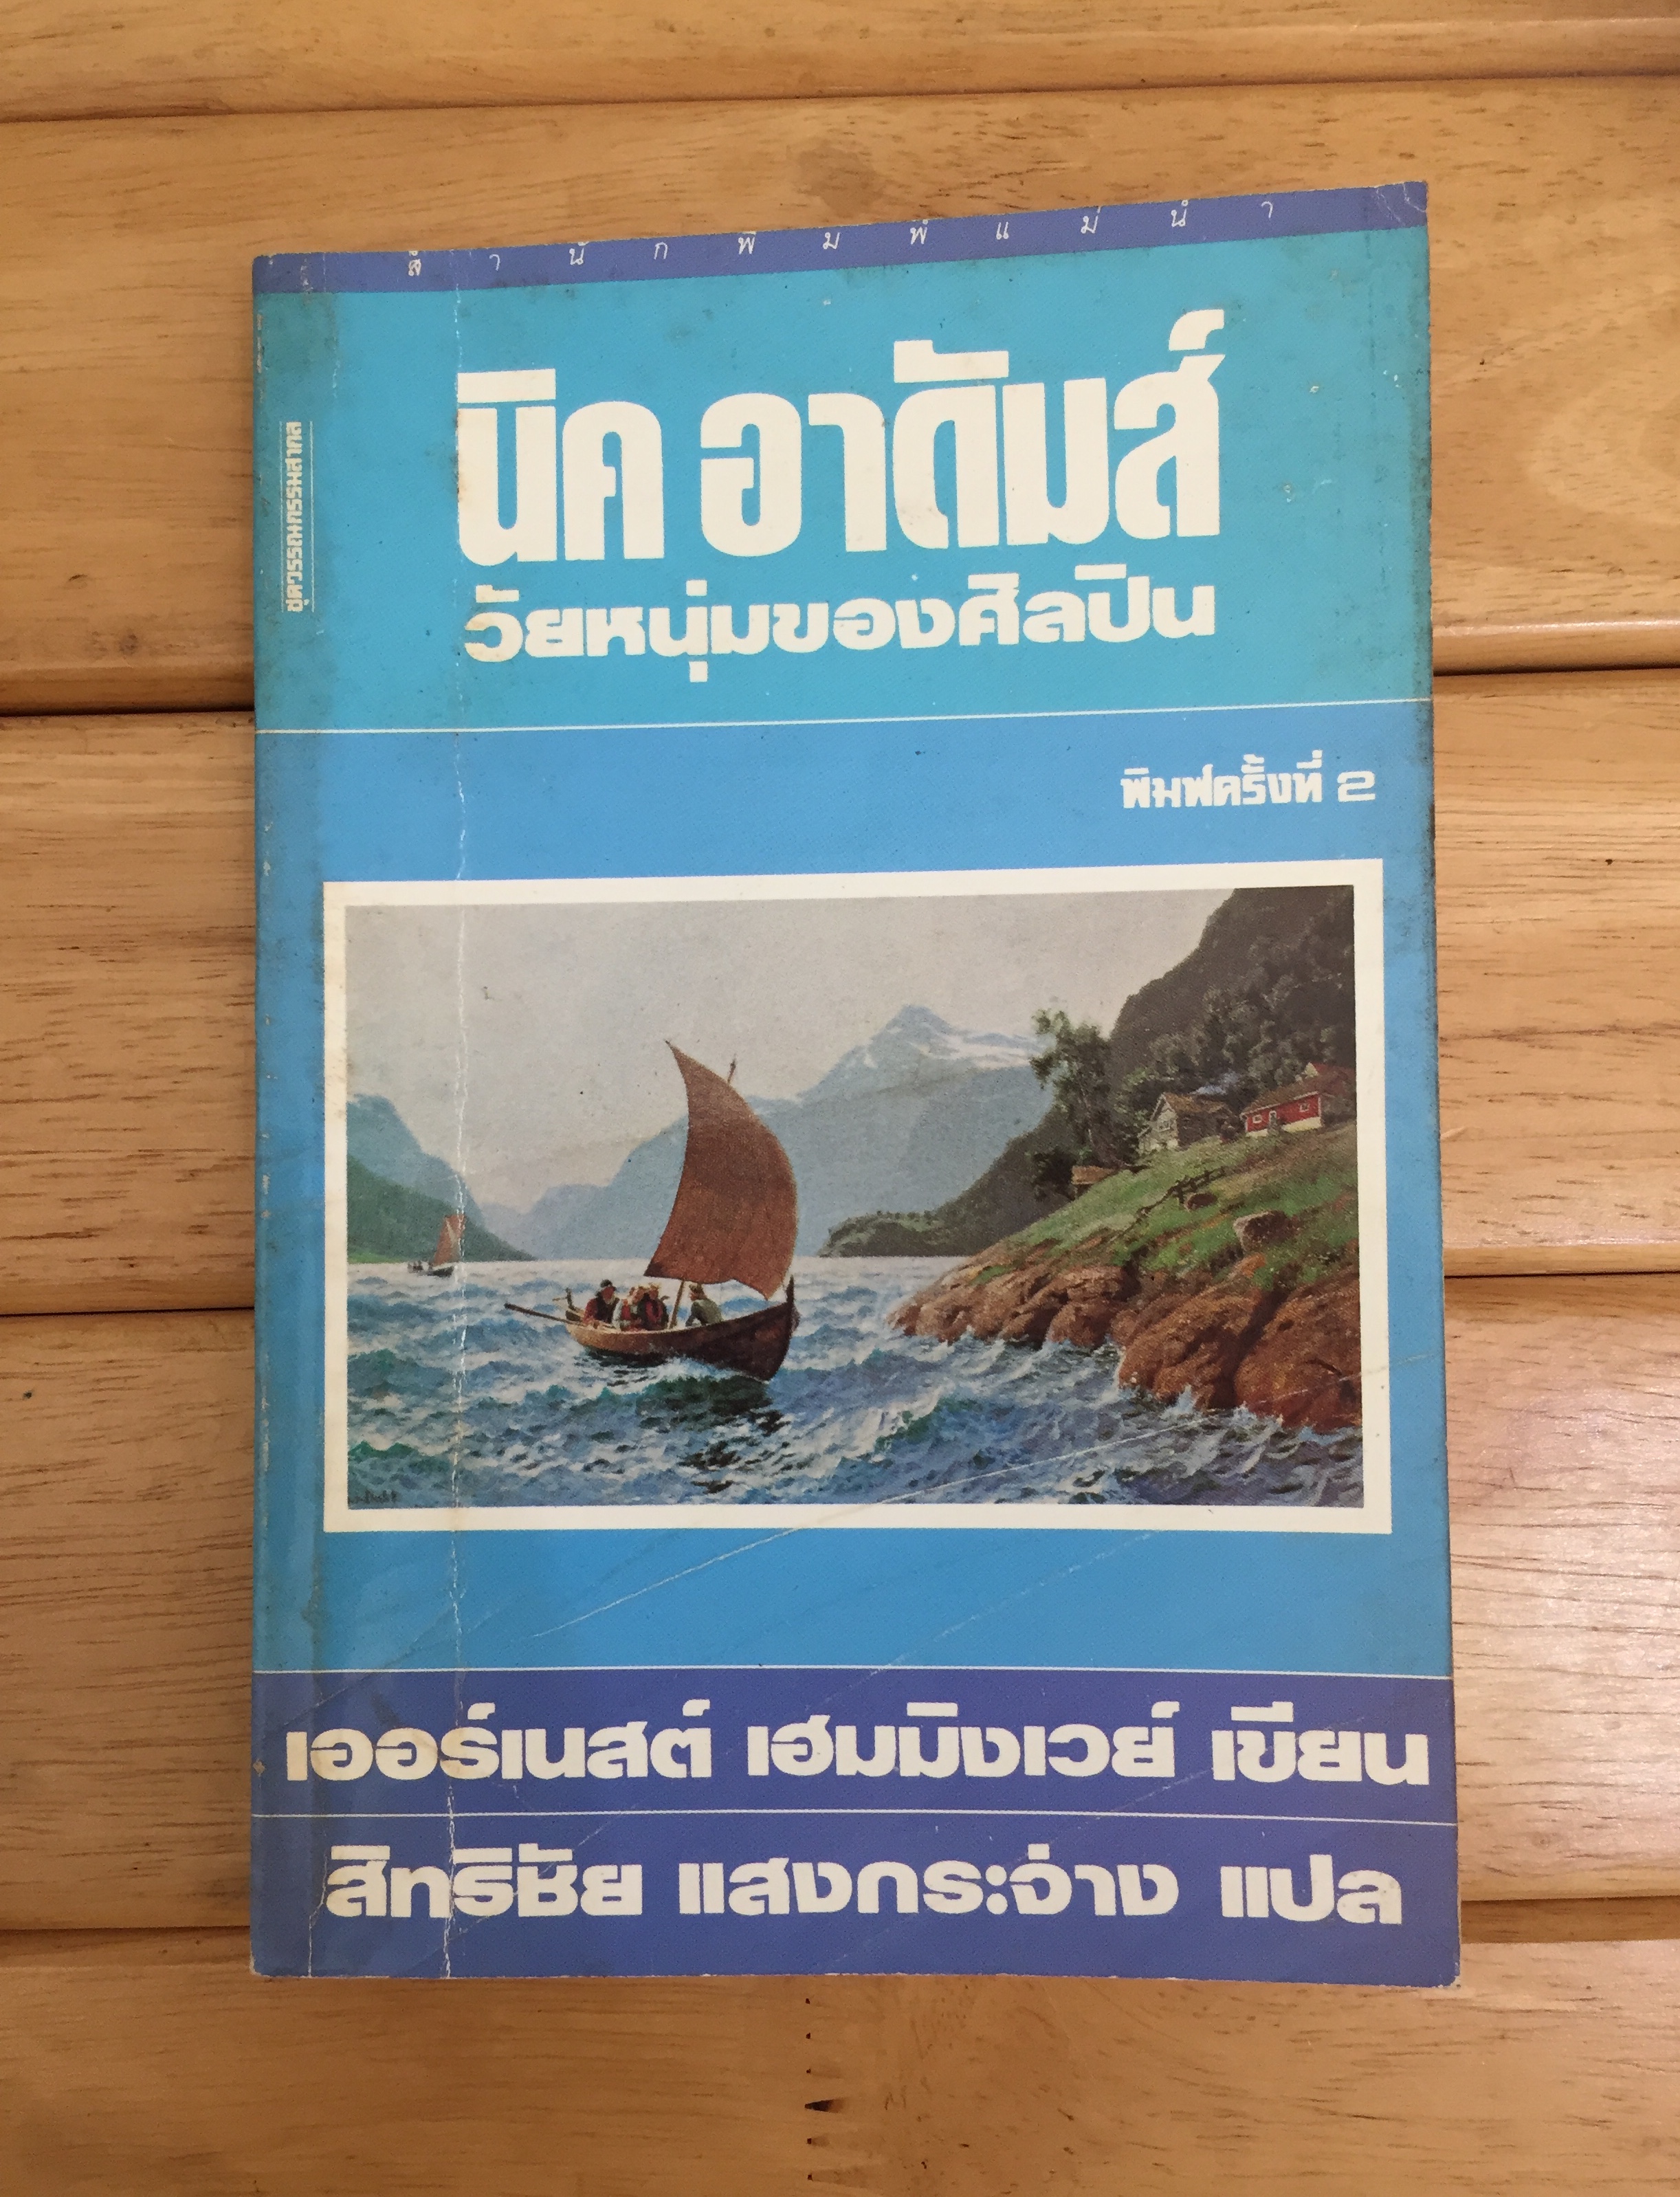 สำนักพิมพ์แม่น้ำ
ชุดวรรณกรรมสากล
นิค อาดัมส์
วัยหนุ่มของศิลปิน
พิมพ์ครั้งที่ 2
เออร์เนสต์ เฮมมิงเวย์ เขียน
สิทธิชัย แสงกระจ่าง แปล